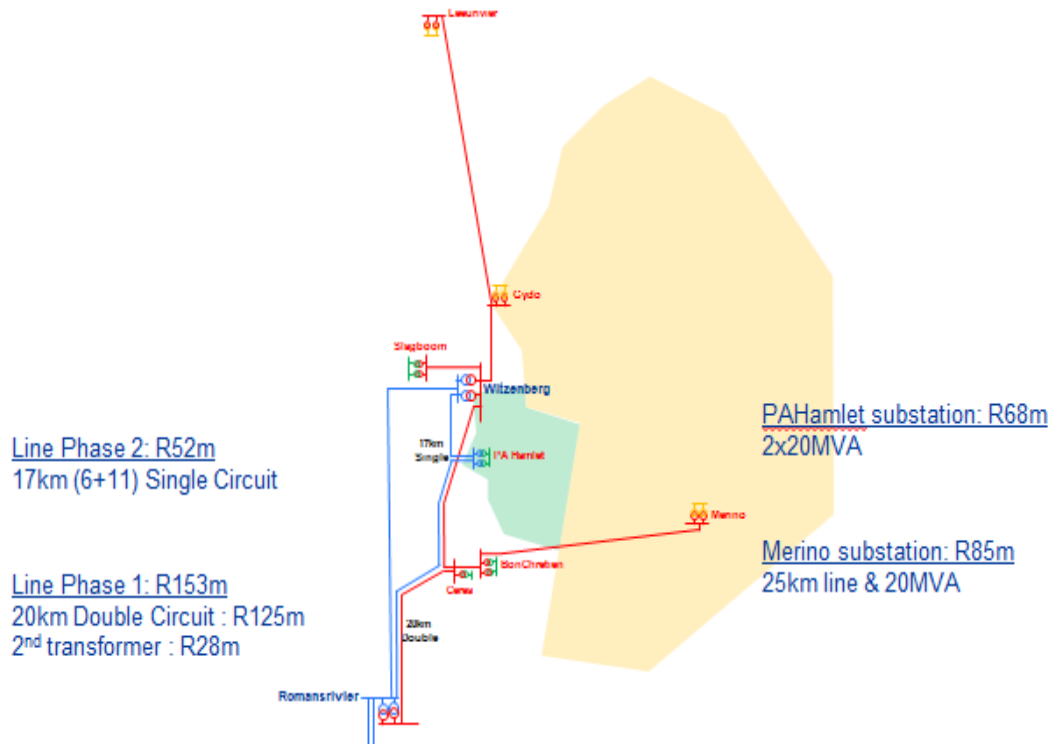 Leeuwrivier
Gydo
Slagboom
Witzenberg
17km
Single
PA Hamlet
Line Phase 2: R52m
17km (6+11) Single Circuit
PAHamlet substation: R68m
2x20MVA
Merino
Merino substation: R85m
25km line & 20MVA
BonChretien
Ceres
Line Phase 1: R153m
20km Double Circuit : R125m
2nd transformer : R28m
20km
Double
Romansrivier